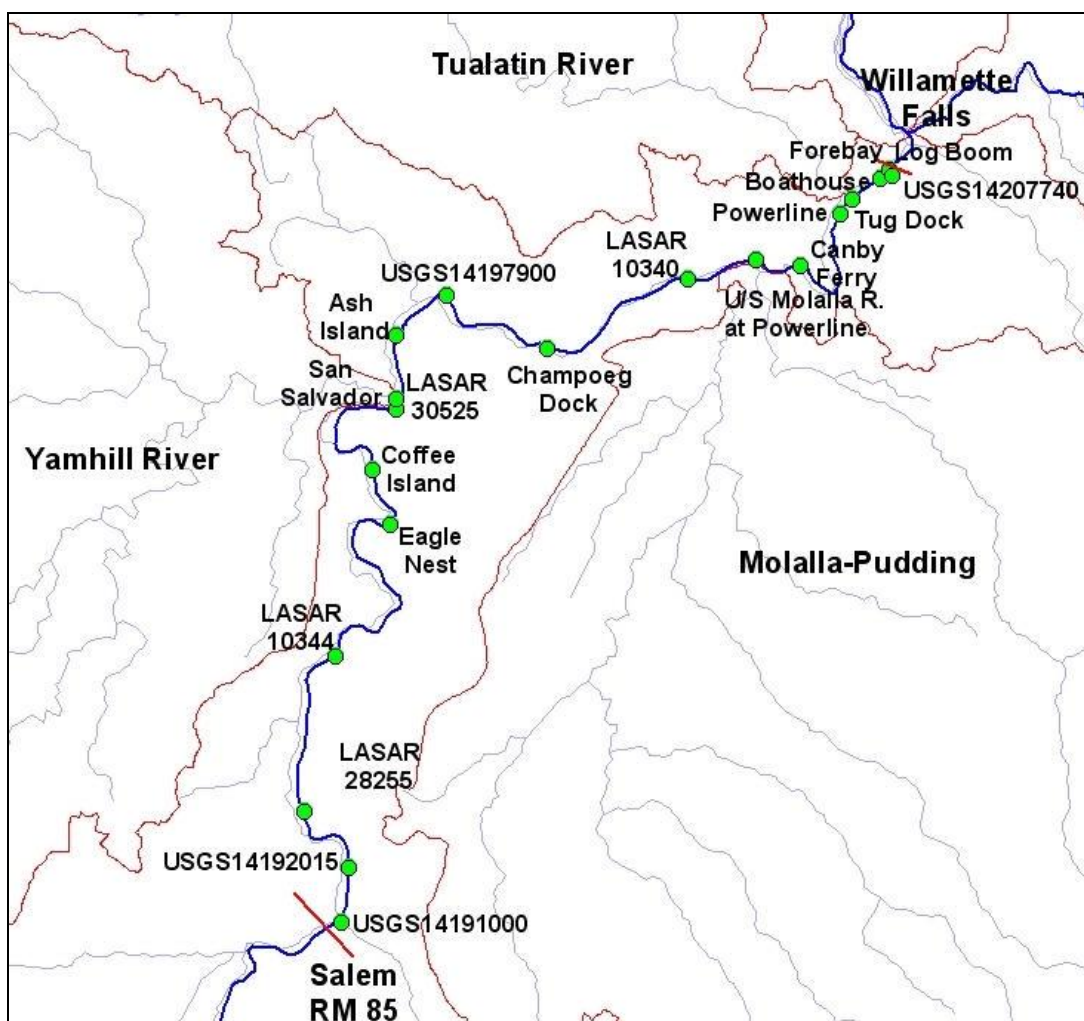 Tualatin River
Willamette
Falls
Forebay Log Boom
Boathouse
USGS14207740
Powerline
Tug Dock
LASAR
10340
Canby
Ferry
USGS14197900
U/S Molalla R.
at Powerline
Ash
Island
San
Salvador
LASAR
30525
Champoeg
Dock
Yamhill River
Coffee
Island
Eagle
Nest
Molalla-Pudding
LASAR
10344
LASAR
28255
USGS14192015
USGS14191000
Salem
RM 85